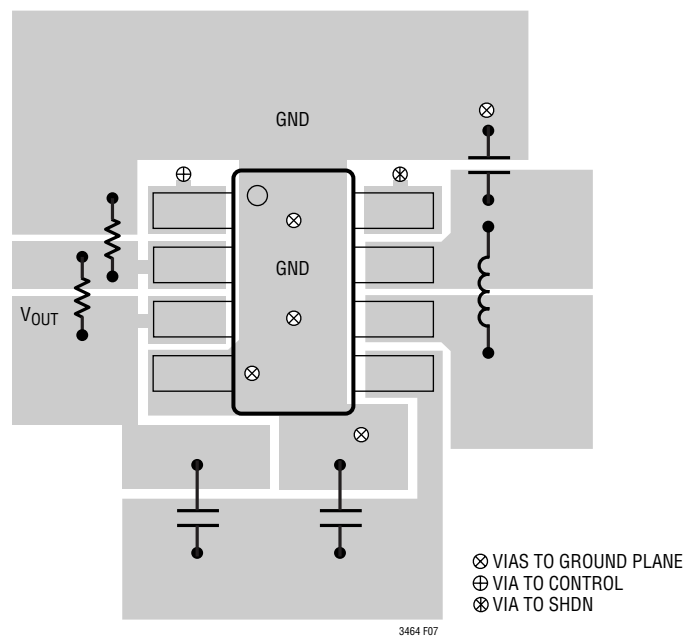 GND
GND
VOUT
⊗ VIAS TO GROUND PLANE
⊕ VIA TO CONTROL
VIA TO SHDN
3464 F07